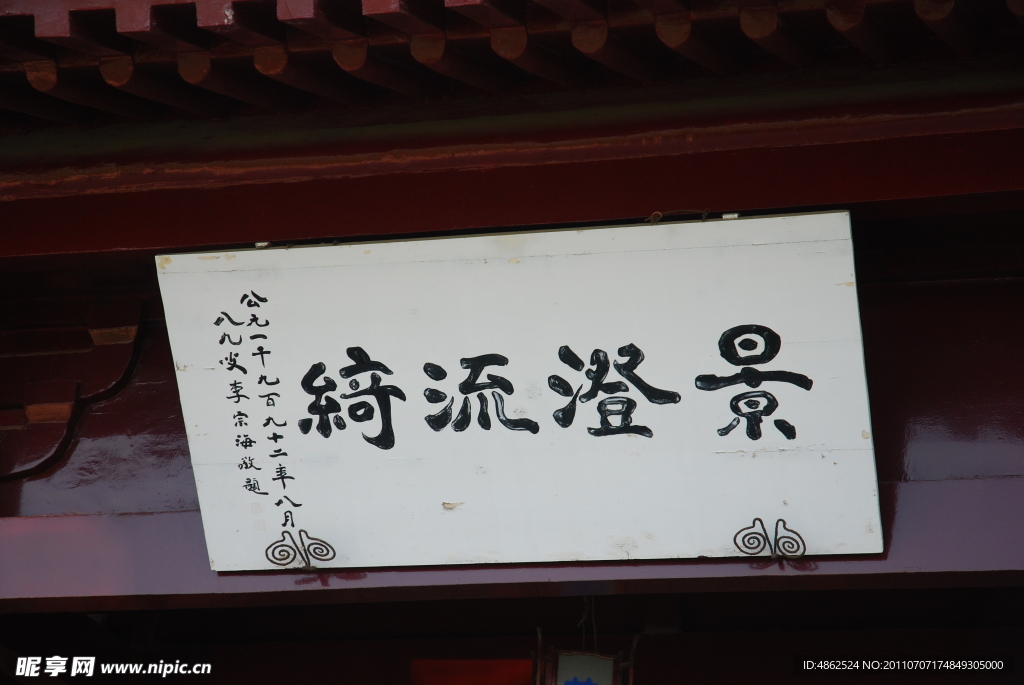 景澄流綺
公元一千九百九十二年八月
八九叟李宗海敬題
昵享网 www.nipic.cn
ID:4862524 NO:20110707174849305000